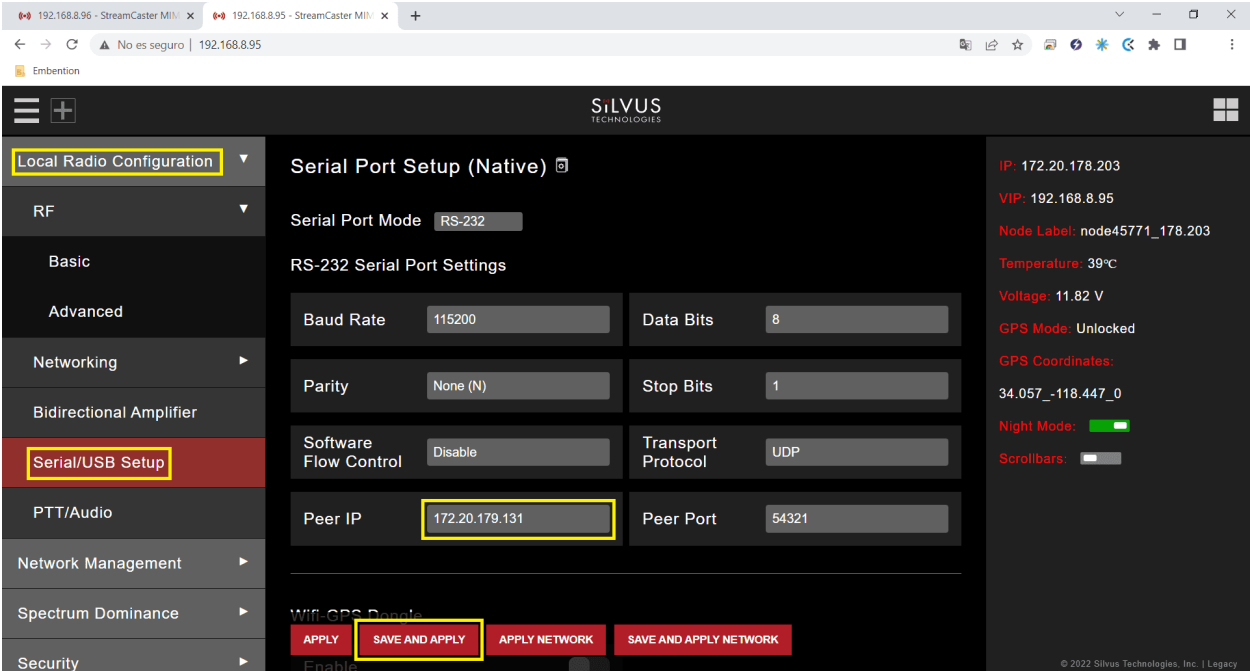 192.168.8.96 - StreamCaster MIM
192.168.8.95 - StreamCaster MIM
No es seguro | 192.168.8.95
Embention
SiLVUS
TECHNOLOGIES
Local Radio Configuration
RF
Basic
Advanced
Networking
Bidirectional Amplifier
Serial/USB Setup
PTT/Audio
Network Management
Spectrum Dominance
Security
Serial Port Setup (Native)
Serial Port Mode RS-232
RS-232 Serial Port Settings
Baud Rate 115200 Data Bits 8
Parity None (N) Stop Bits 1
Software Flow Control Disable Transport Protocol UDP
Peer IP 172.20.179.131 Peer Port 54321
Wifi-GPS Dongle
APPLY SAVE AND APPLY APPLY NETWORK SAVE AND APPLY NETWORK
Enable
IP: 172.20.178.203
VIP: 192.168.8.95
Node Label: node45771_178.203
Temperature: 39°C
Voltage: 11.82 V
GPS Mode: Unlocked
GPS Coordinates:
34.057_-118.447_0
Night Mode:
Scrollbars:
© 2022 Silvus Technologies, Inc. | Legacy